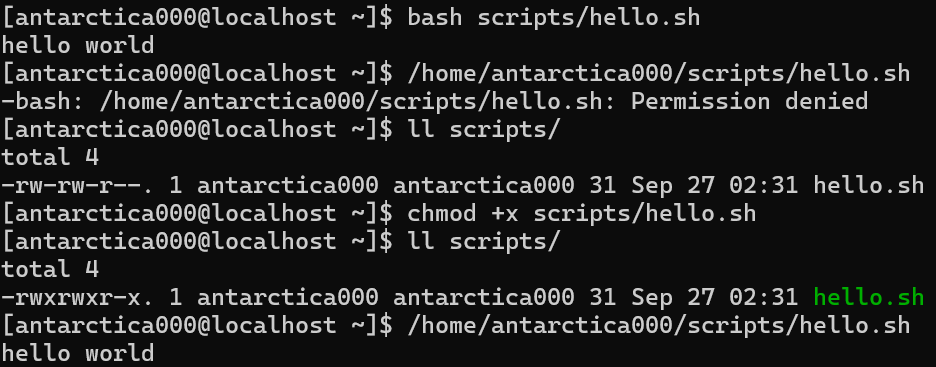 [antarctica000@localhost ~]$ bash scripts/hello.sh
hello world
[antarctica000@localhost ~]$ /home/antarctica000/scripts/hello.sh
-bash: /home/antarctica000/scripts/hello.sh: Permission denied
[antarctica000@localhost ~]$ ll scripts/
total 4
-rw-rw-r--. 1 antarctica000 antarctica000 31 Sep 27 02:31 hello.sh
[antarctica000@localhost ~]$ chmod +x scripts/hello.sh
[antarctica000@localhost ~]$ ll scripts/
total 4
-rwxrwxr-x. 1 antarctica000 antarctica000 31 Sep 27 02:31 hello.sh
[antarctica000@localhost ~]$ /home/antarctica000/scripts/hello.sh
hello world